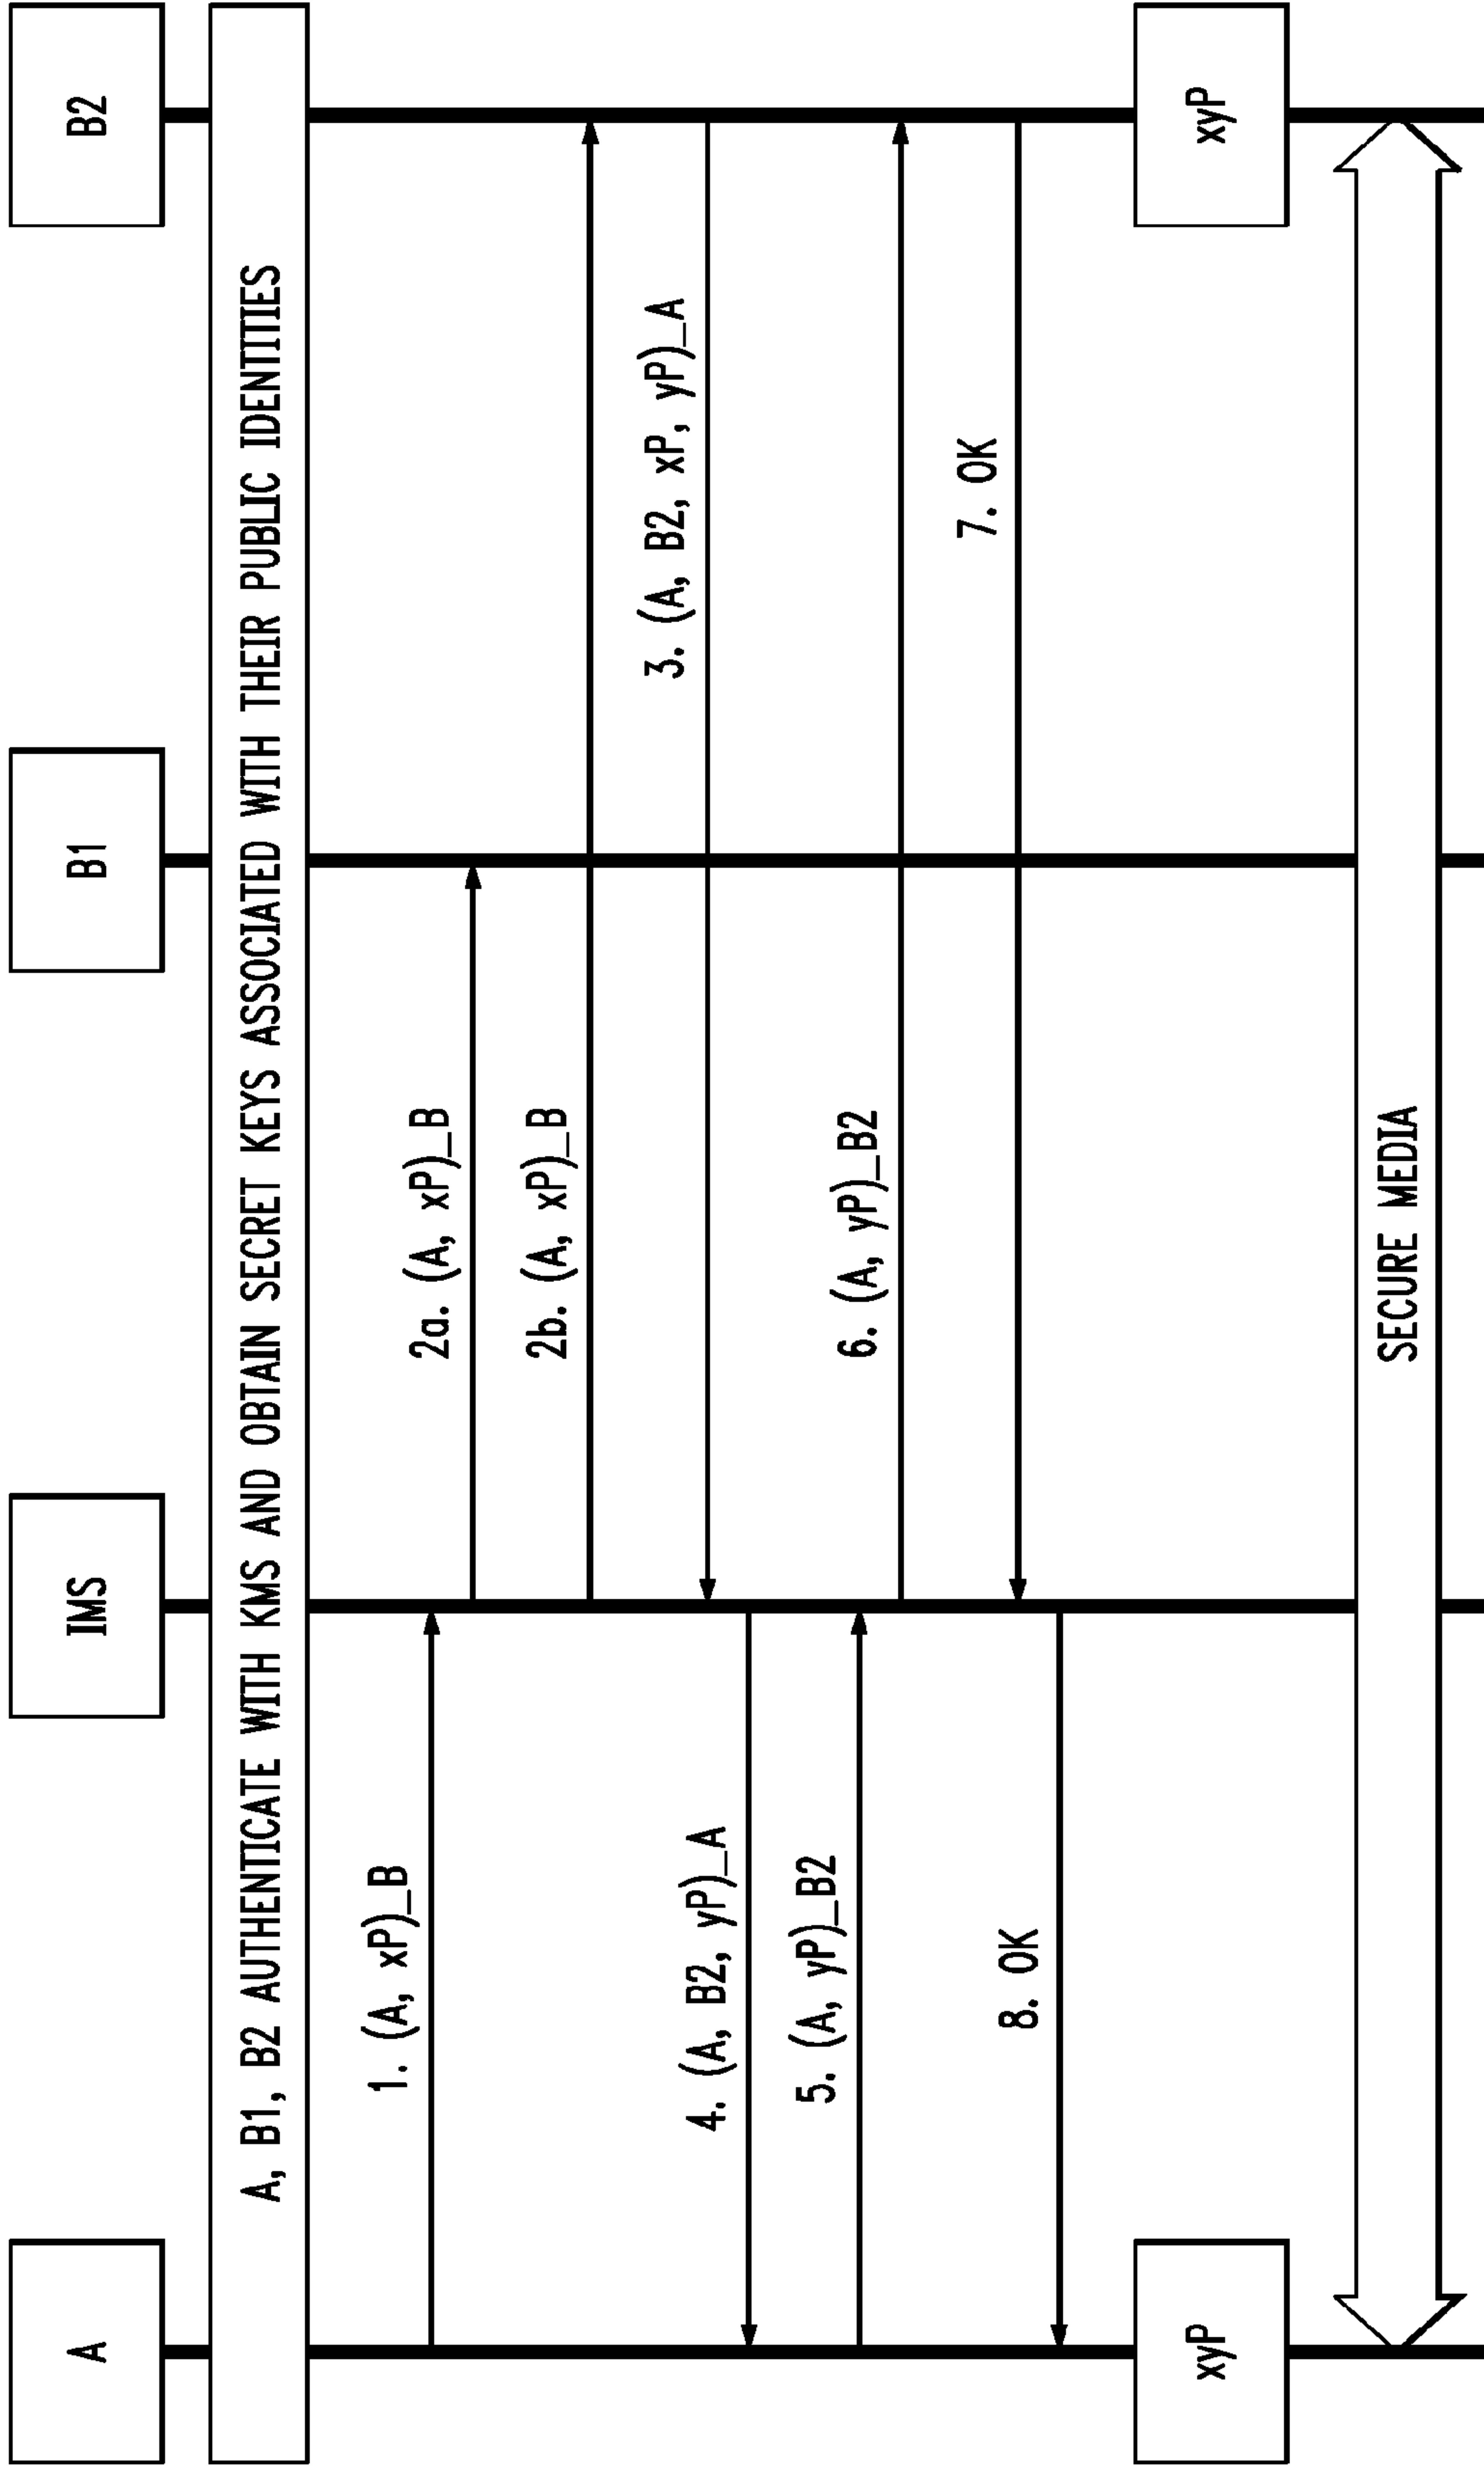 A
IMS
B1
B2
A, B1, B2 AUTHENTICATE WITH KMS AND OBTAIN SECRET KEYS ASSOCIATED WITH THEIR PUBLIC IDENTITIES
1. (A, xP)_B
2a. (A, xP)_B
2b. (A, xP)_B
3. (A, B2, xP, yP)_A
4. (A, B2, yP)_A
5. (A, yP)_B2
6. (A, yP)_B2
7. OK
8. OK
xyP
xyP
SECURE MEDIA